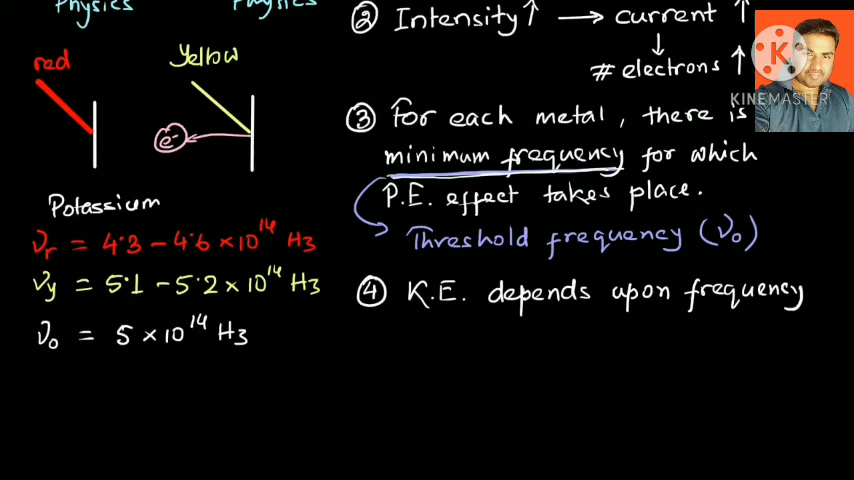 Physics
Physics
red
Yellow
e-
Potassium
νr = 4.3 – 4.6 × 10¹⁴ Hz
νy = 5.1 – 5.2 × 10¹⁴ Hz
ν₀ = 5 × 10¹⁴ Hz
② Intensity ↑ → current ↑
↓
# electrons ↑
③ For each metal, there is
minimum frequency for which
P.E. effect takes place.
Threshold frequency (ν₀)
④ K.E. depends upon frequency
K
KINEMASTER